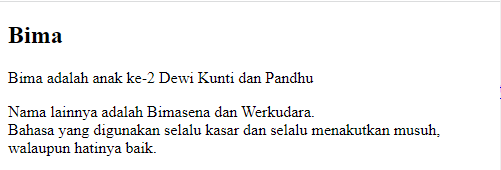 Bima
Bima adalah anak ke-2 Dewi Kunti dan Pandhu
Nama lainnya adalah Bimasena dan Werkudara.
Bahasa yang digunakan selalu kasar dan selalu menakutkan musuh,
walaupun hatinya baik.